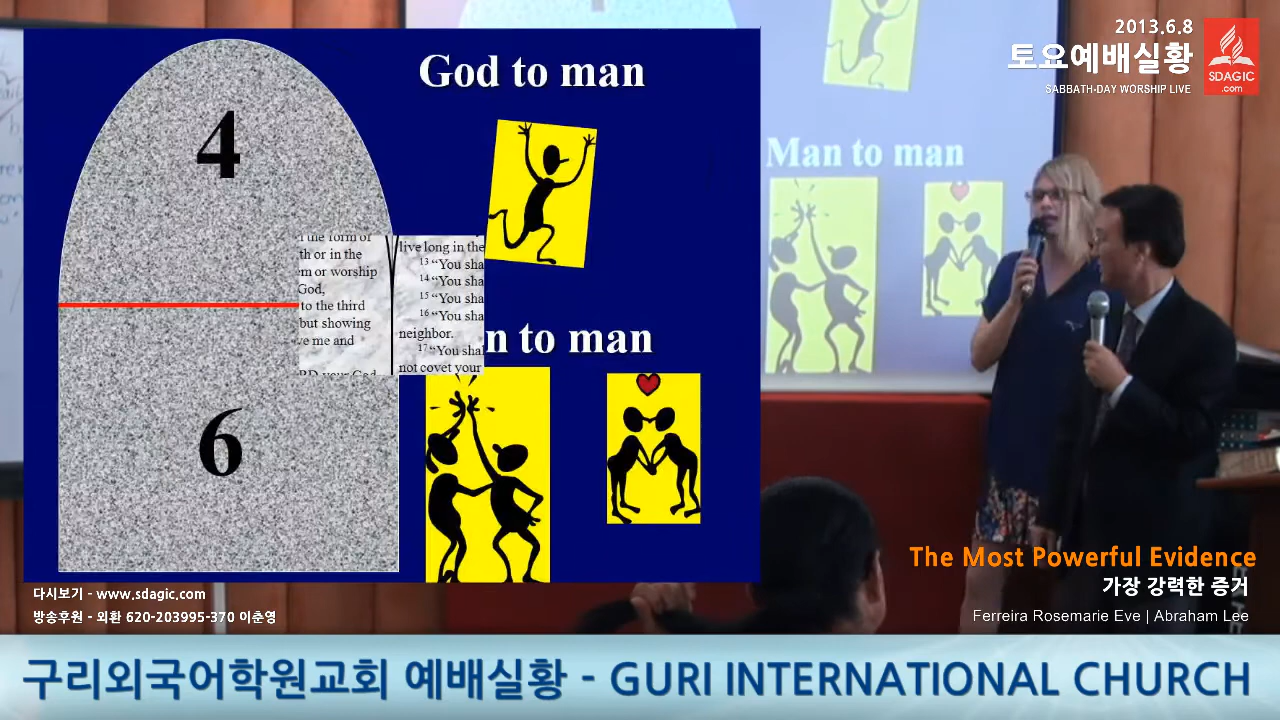 2013.6.8
토요예배실황
SABBATH-DAY WORSHIP LIVE
SDAGIC
.com
God to man
4
6
the form of
th or in the
em or worship
God,
to the third
but showing
ve me and
RD your God
live long in the
13 “You sha
14 “You sha
15 “You sha
16 “You sha
neighbor.
17 “You sha
not covet your
n to man
Man to man
The Most Powerful Evidence
가장 강력한 증거
Ferreira Rosemarie Eve | Abraham Lee
다시보기 - www.sdagic.com
방송후원 - 외환 620-203995-370 이춘영
구리외국어학원교회 예배실황 - GURI INTERNATIONAL CHURCH